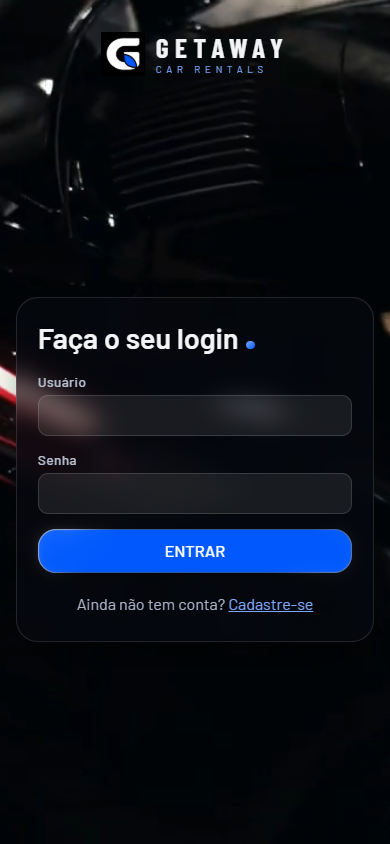 GETAWAY
CAR RENTALS
Faça o seu login
Usuário
Senha
ENTRAR
Ainda não tem conta? Cadastre-se